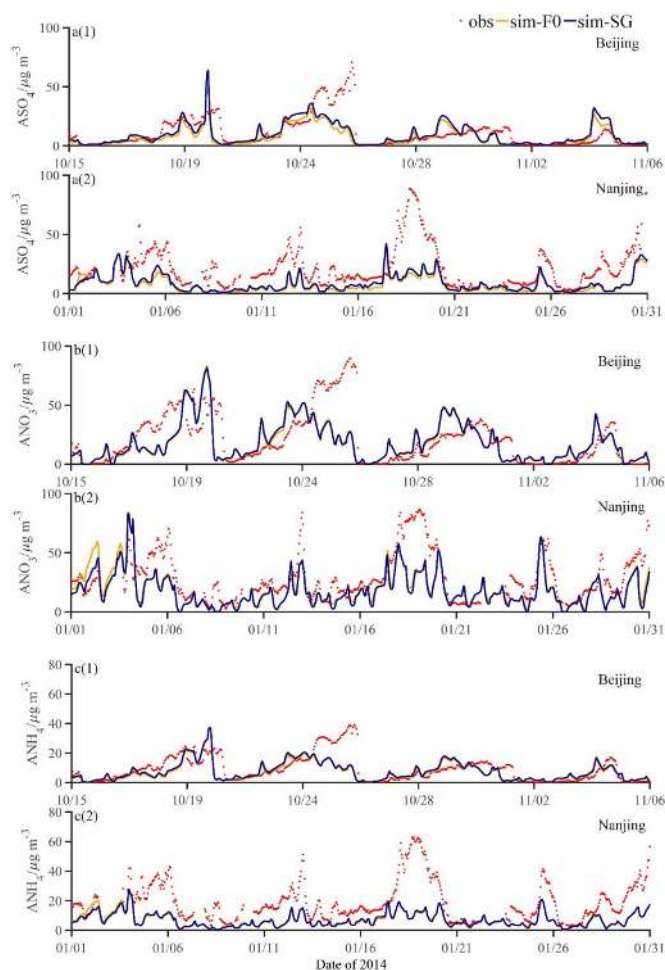 • obs — sim-F0 — sim-SG
a(1)
Beijing
ASO₄/µg m⁻³
100
50
0
10/15 10/19 10/24 10/28 11/02 11/06
a(2)
Nanjing
ASO₄/µg m⁻³
100
50
0
01/01 01/06 01/11 01/16 01/21 01/26 01/31
b(1)
Beijing
ANO₃/µg m⁻³
100
50
0
10/15 10/19 10/24 10/28 11/02 11/06
b(2)
Nanjing
ANO₃/µg m⁻³
100
50
0
01/01 01/06 01/11 01/16 01/21 01/26 01/31
c(1)
Beijing
ANH₄/µg m⁻³
80
60
40
20
0
10/15 10/19 10/24 10/28 11/02 11/06
c(2)
Nanjing
ANH₄/µg m⁻³
80
60
40
20
0
01/01 01/06 01/11 01/16 01/21 01/26 01/31
Date of 2014